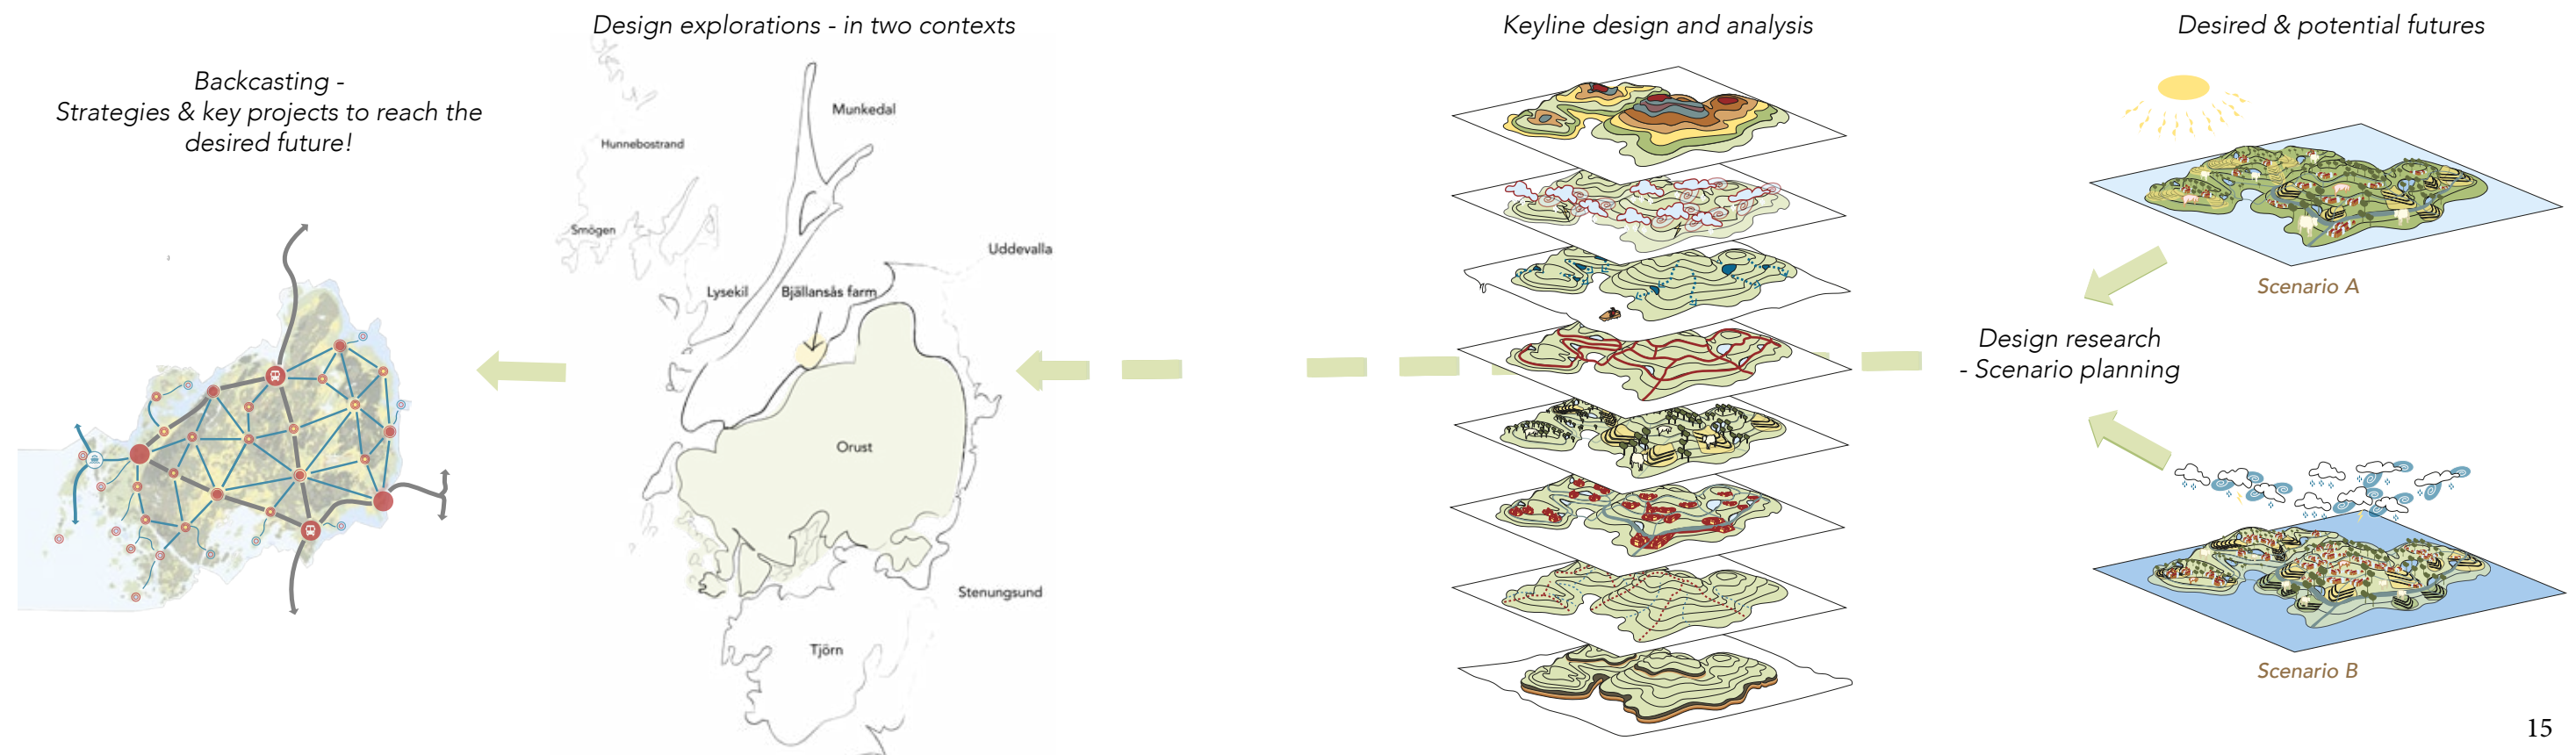 Backcasting -
Strategies & key projects to reach the
desired future!
Design explorations - in two contexts
Munkedal
Hunnebostrand
Smögen
Uddevalla
Lysekil
Bjällansås farm
Orust
Stenungsund
Tjörn
Keyline design and analysis
Desired & potential futures
Scenario A
Design research
- Scenario planning
Scenario B
15